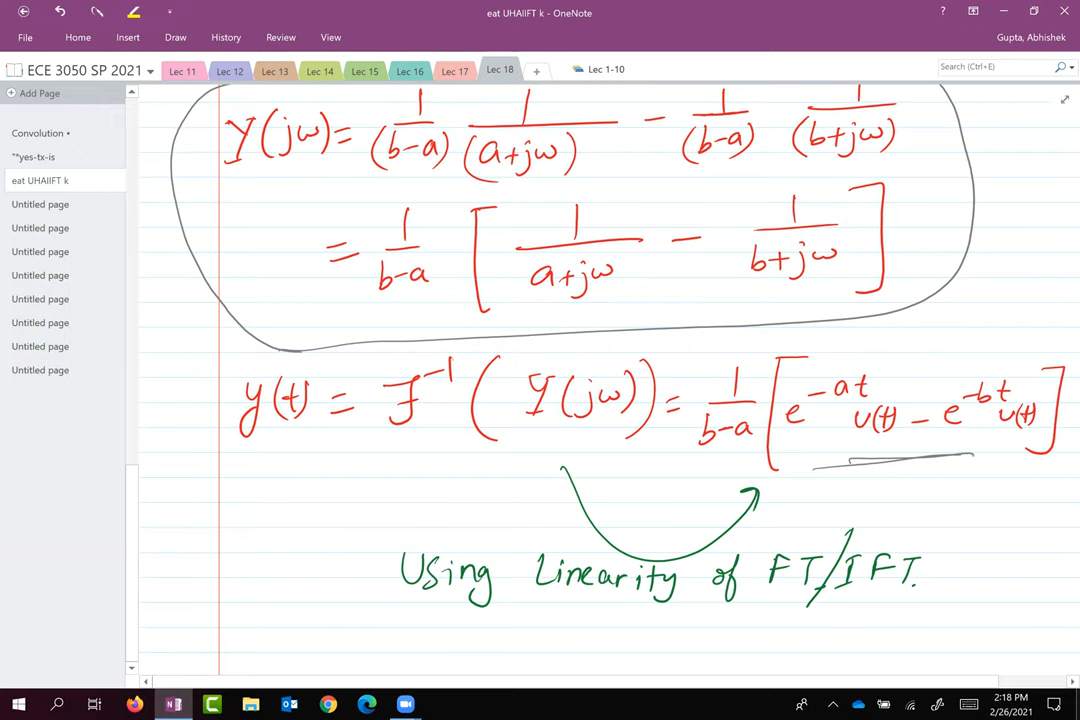 eat UHAIIFT k - OneNote
?
File Home Insert Draw History Review View
Gupta, Abhishek
ECE 3050 SP 2021
Lec 11 Lec 12 Lec 13 Lec 14 Lec 15 Lec 16 Lec 17 Lec 18 + Lec 1-10
Search (Ctrl+E)
Add Page
Convolution •
"*yes-tx-is
eat UHAIIFT k
Untitled page
Untitled page
Untitled page
Untitled page
Untitled page
Untitled page
Untitled page
Untitled page
Y(jω) = 1/(b-a) 1/(a+jω) - 1/(b-a) 1/(b+jω)
= 1/b-a [ 1/a+jω - 1/b+jω ]
y(t) = F^-1 ( Y(jω) ) = 1/b-a [ e^-at u(t) - e^-bt u(t) ]
Using Linearity of FT/IFT.
2:18 PM
2/26/2021